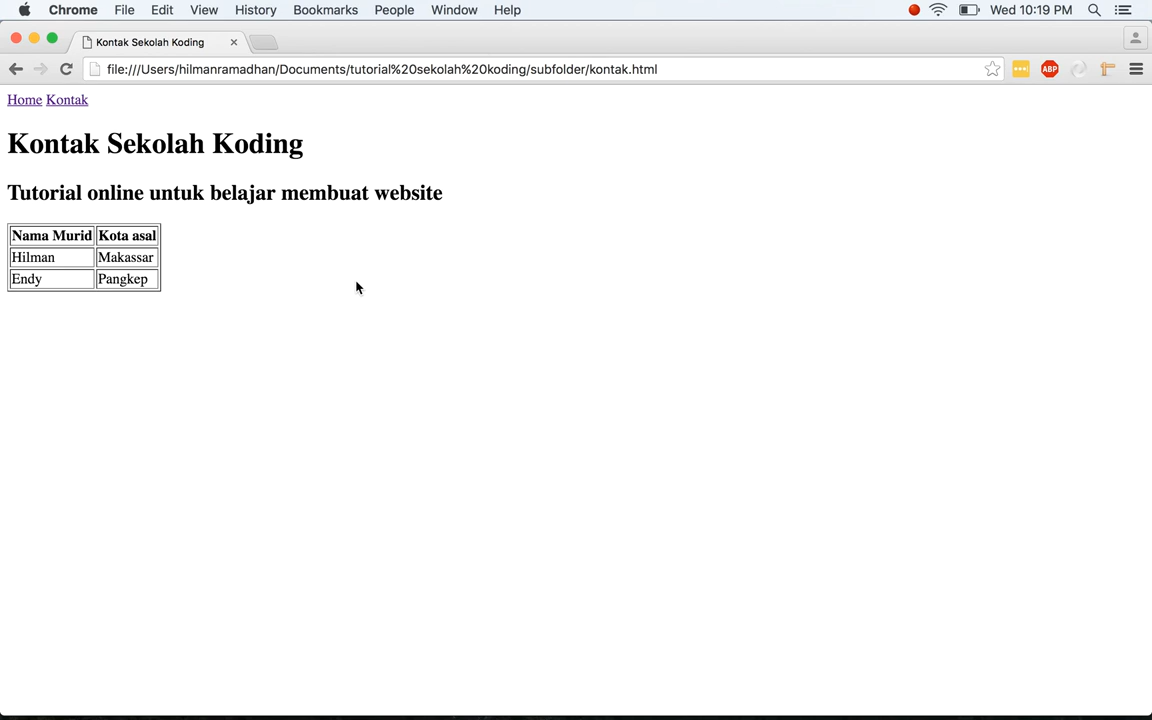 Chrome File Edit View History Bookmarks People Window Help Wed 10:19 PM
Kontak Sekolah Koding
file:///Users/hilmanramadhan/Documents/tutorial%20sekolah%20koding/subfolder/kontak.html ABP
Home Kontak
Kontak Sekolah Koding
Tutorial online untuk belajar membuat website
Nama Murid Kota asal
Hilman Makassar
Endy Pangkep